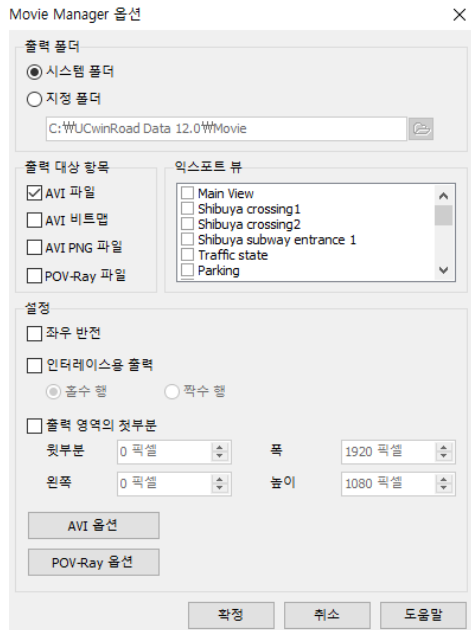 Movie Manager 옵션
출력 폴더
시스템 폴더
지정 폴더
C:₩UCwinRoad Data 12.0₩Movie
출력 대상 항목
AVI 파일
AVI 비트맵
AVI PNG 파일
POV-Ray 파일
익스포트 뷰
Main View
Shibuya crossing1
Shibuya crossing2
Shibuya subway entrance 1
Traffic state
Parking
설정
좌우 반전
인터레이스용 출력
홀수 행 짝수 행
출력 영역의 첫부분
윗부분 0 픽셀 폭 1920 픽셀
왼쪽 0 픽셀 높이 1080 픽셀
AVI 옵션
POV-Ray 옵션
확정 취소 도움말